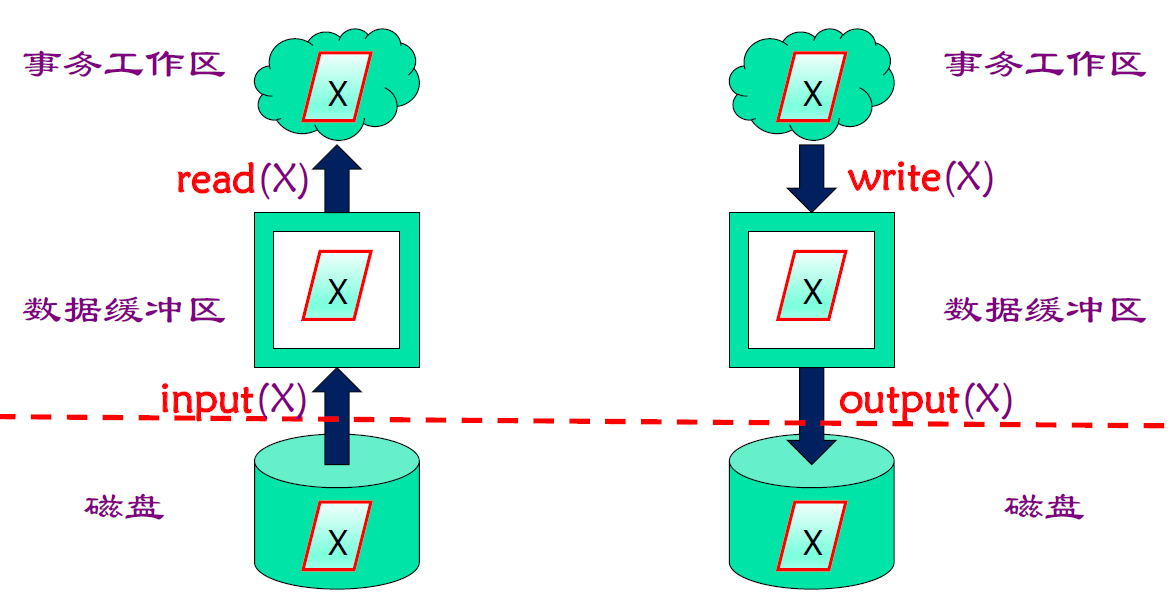 事务工作区
X
事务工作区
X
read(X)
write(X)
数据缓冲区
X
数据缓冲区
X
input(X)
output(X)
磁盘
X
磁盘
X